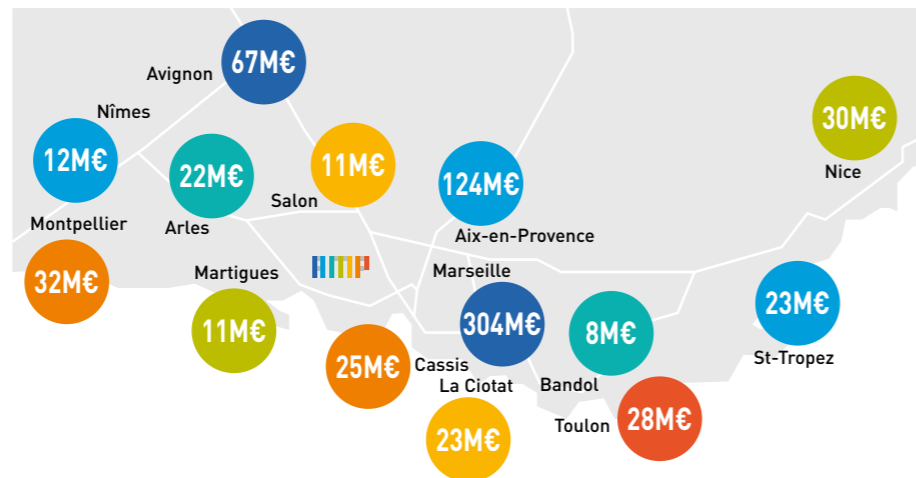 67M€
Avignon
Nîmes
12M€
22M€
Arles
11M€
Salon
124M€
Aix-en-Provence
30M€
Nice
Montpellier
32M€
Martigues
11M€
Marseille
304M€
25M€
Cassis
La Ciotat
23M€
8M€
Bandol
Toulon
28M€
23M€
St-Tropez